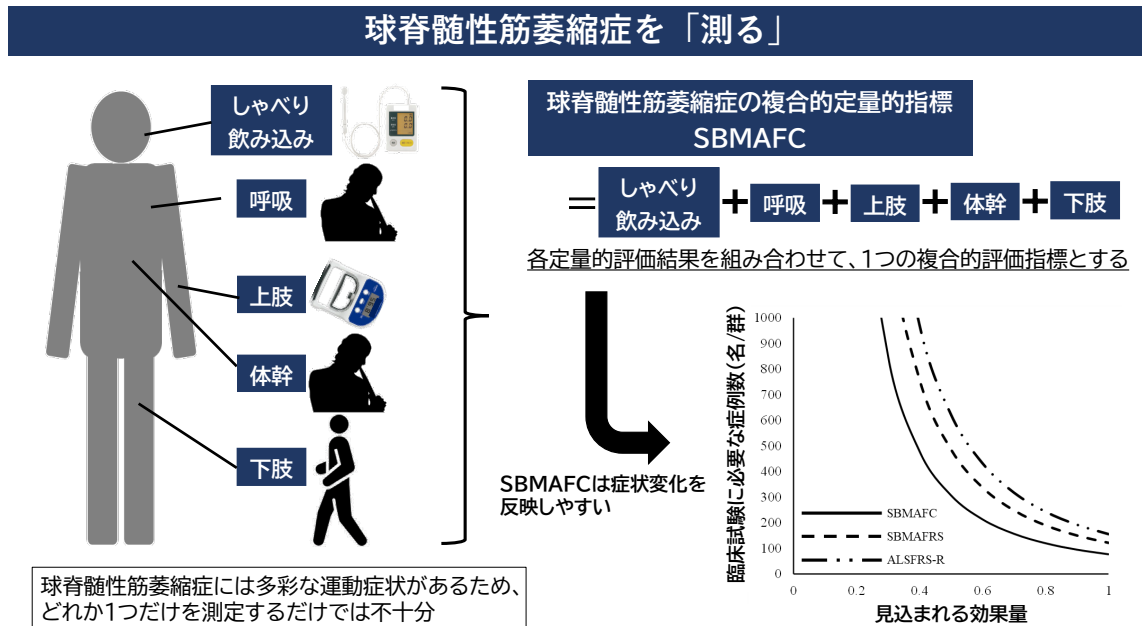 球脊髄性筋萎縮症を「測る」
しゃべり
飲み込み
呼吸
上肢
体幹
下肢
球脊髄性筋萎縮症には多彩な運動症状があるため、
どれか1つだけを測定するだけでは不十分
球脊髄性筋萎縮症の複合的定量的指標
SBMAFC
=
しゃべり
飲み込み
+
呼吸
+
上肢
+
体幹
+
下肢
各定量的評価結果を組み合わせて、1つの複合的評価指標とする
SBMAFCは症状変化を
反映しやすい
臨床試験に必要な症例数(名/群)
1000
900
800
700
600
500
400
300
200
100
0
SBMAFC
SBMAFRS
ALSFRS-R
0 0.2 0.4 0.6 0.8 1
見込まれる効果量